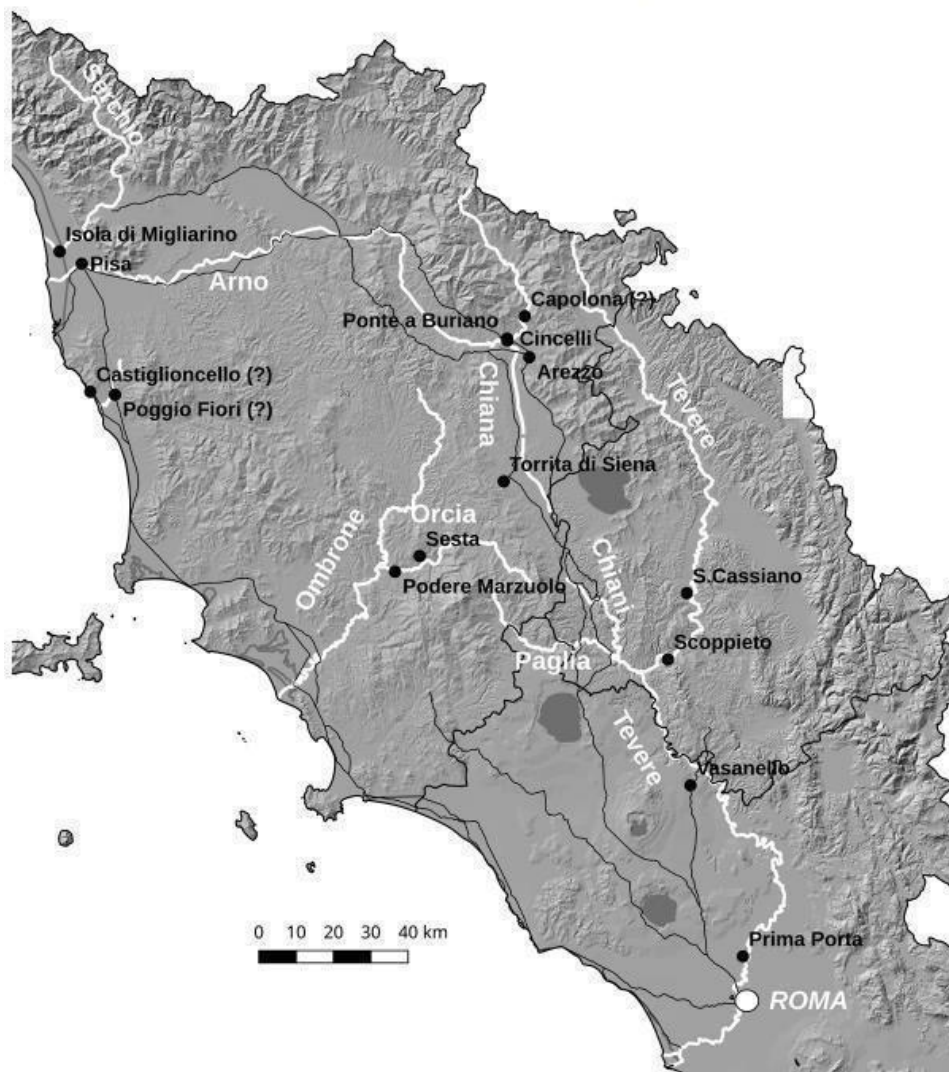 Serchio
Isola di Migliarino
Pisa
Arno
Capolona (?)
Ponte a Buriano
Cincelli
Arezzo
Chiana
Tevere
Castiglioncello (?)
Poggio Fiori (?)
Torrita di Siena
Orcia
Sesta
Ombrone
Podere Marzuolo
Chiani
S.Cassiano
Scoppieto
Paglia
Tevere
Vasanello
0 10 20 30 40 km
Prima Porta
ROMA